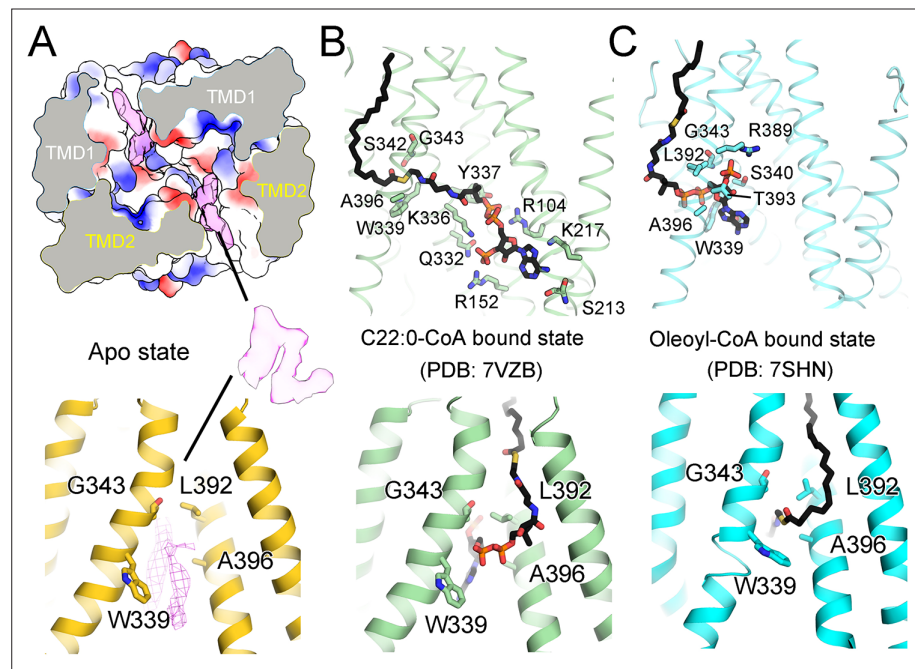 A
TMD1
TMD1
TMD2
TMD2
Apo state
G343
L392
A396
W339
B
S342
G343
Y337
A396
K336
R104
W339
K217
Q332
R152
S213
C22:0-CoA bound state
(PDB: 7VZB)
G343
L392
A396
W339
C
G343
R389
L392
S340
T393
A396
W339
Oleoyl-CoA bound state
(PDB: 7SHN)
G343
L392
A396
W339